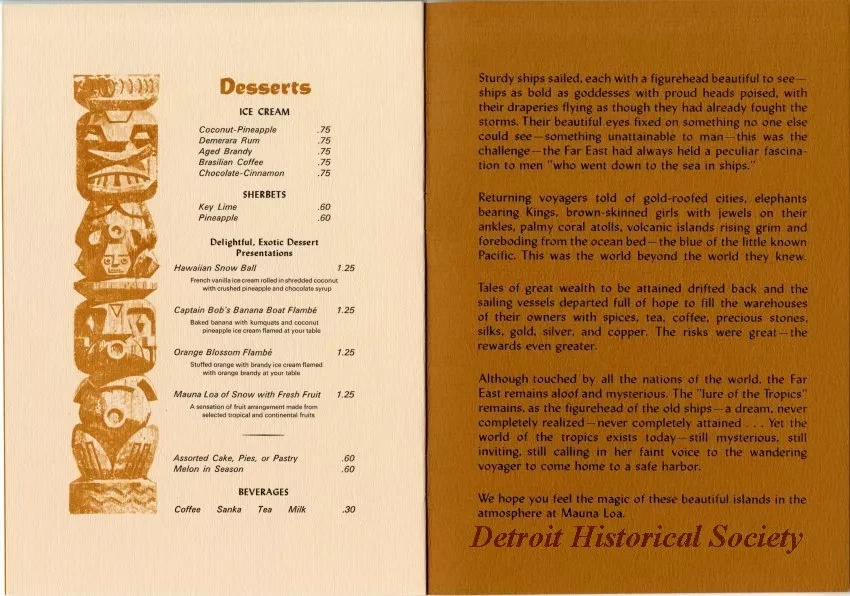 Desserts
ICE CREAM
Coconut-Pineapple .75
Demerara Rum .75
Aged Brandy .75
Brasilian Coffee .75
Chocolate-Cinnamon .75
SHERBETS
Key Lime .60
Pineapple .60
Delightful, Exotic Dessert
Presentations
Hawaiian Snow Ball 1.25
French vanilla ice cream rolled in shredded coconut
with crushed pineapple and chocolate syrup
Captain Bob's Banana Boat Flambé 1.25
Baked banana with kumquats and coconut
pineapple ice cream flamed at your table
Orange Blossom Flambé 1.25
Stuffed orange with brandy ice cream flamed
with orange brandy at your table
Mauna Loa of Snow with Fresh Fruit 1.25
A sensation of fruit arrangement made from
selected tropical and continental fruits
Assorted Cake, Pies, or Pastry .60
Melon in Season .60
BEVERAGES
Coffee Sanka Tea Milk .30
Sturdy ships sailed, each with a figurehead beautiful to see—
ships as bold as goddesses with proud heads poised, with
their draperies flying as though they had already fought the
storms. Their beautiful eyes fixed on something no one else
could see—something unattainable to man—this was the
challenge—the Far East had always held a peculiar fascina-
tion to men "who went down to the sea in ships."
Returning voyagers told of gold-roofed cities, elephants
bearing Kings, brown-skinned girls with jewels on their
ankles, palmy coral atolls, volcanic islands rising grim and
foreboding from the ocean bed—the blue of the little known
Pacific. This was the world beyond the world they knew.
Tales of great wealth to be attained drifted back and the
sailing vessels departed full of hope to fill the warehouses
of their owners with spices, tea, coffee, precious stones,
silks, gold, silver, and copper. The risks were great—the
rewards even greater.
Although touched by all the nations of the world, the Far
East remains aloof and mysterious. The "lure of the Tropics"
remains, as the figurehead of the old ships—a dream, never
completely realized—never completely attained . . . Yet the
world of the tropics exists today—still mysterious, still
inviting, still calling in her faint voice to the wandering
voyager to come home to a safe harbor.
We hope you feel the magic of these beautiful islands in the
atmosphere at Mauna Loa.
Detroit Historical Society